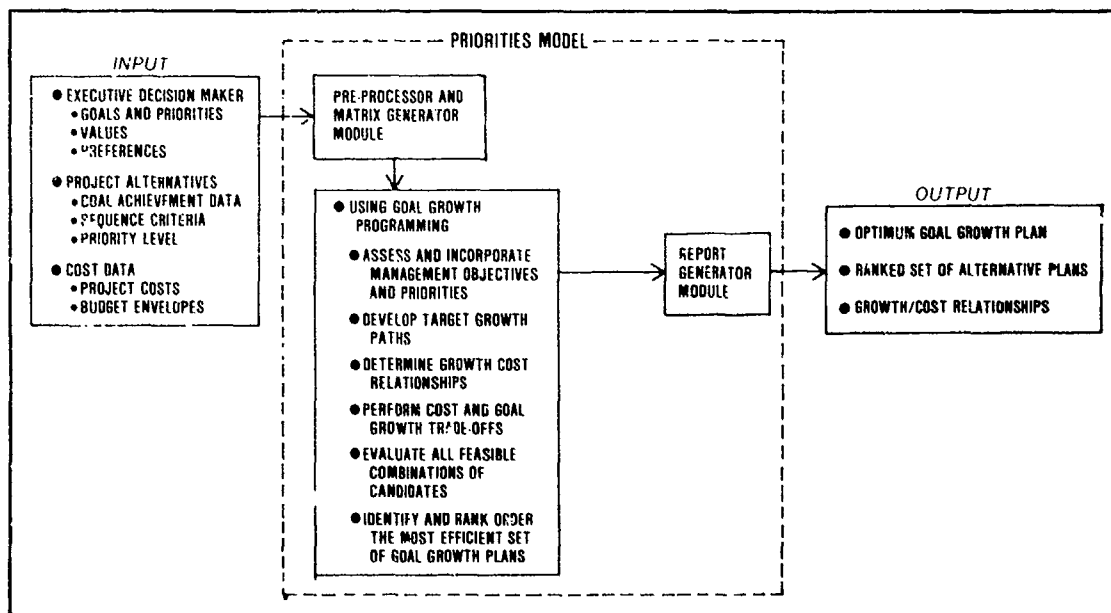 PRIORITIES MODEL
INPUT
● EXECUTIVE DECISION MAKER
● GOALS AND PRIORITIES
● VALUES
● PREFERENCES
● PROJECT ALTERNATIVES
● GOAL ACHIEVEMENT DATA
● SEQUENCE CRITERIA
● PRIORITY LEVEL
● COST DATA
● PROJECT COSTS
● BUDGET ENVELOPES
PRE-PROCESSOR AND
MATRIX GENERATOR
MODULE
● USING GOAL GROWTH
PROGRAMMING
● ASSESS AND INCORPORATE
MANAGEMENT OBJECTIVES
AND PRIORITIES
● DEVELOP TARGET GROWTH
PATHS
● DETERMINE GROWTH COST
RELATIONSHIPS
● PERFORM COST AND GOAL
GROWTH TRADE-OFFS
● EVALUATE ALL FEASIBLE
COMBINATIONS OF
CANDIDATES
● IDENTIFY AND RANK ORDER
THE MOST EFFICIENT SET
OF GOAL GROWTH PLANS
REPORT
GENERATOR
MODULE
OUTPUT
● OPTIMUM GOAL GROWTH PLAN
● RANKED SET OF ALTERNATIVE PLANS
● GROWTH/COST RELATIONSHIPS